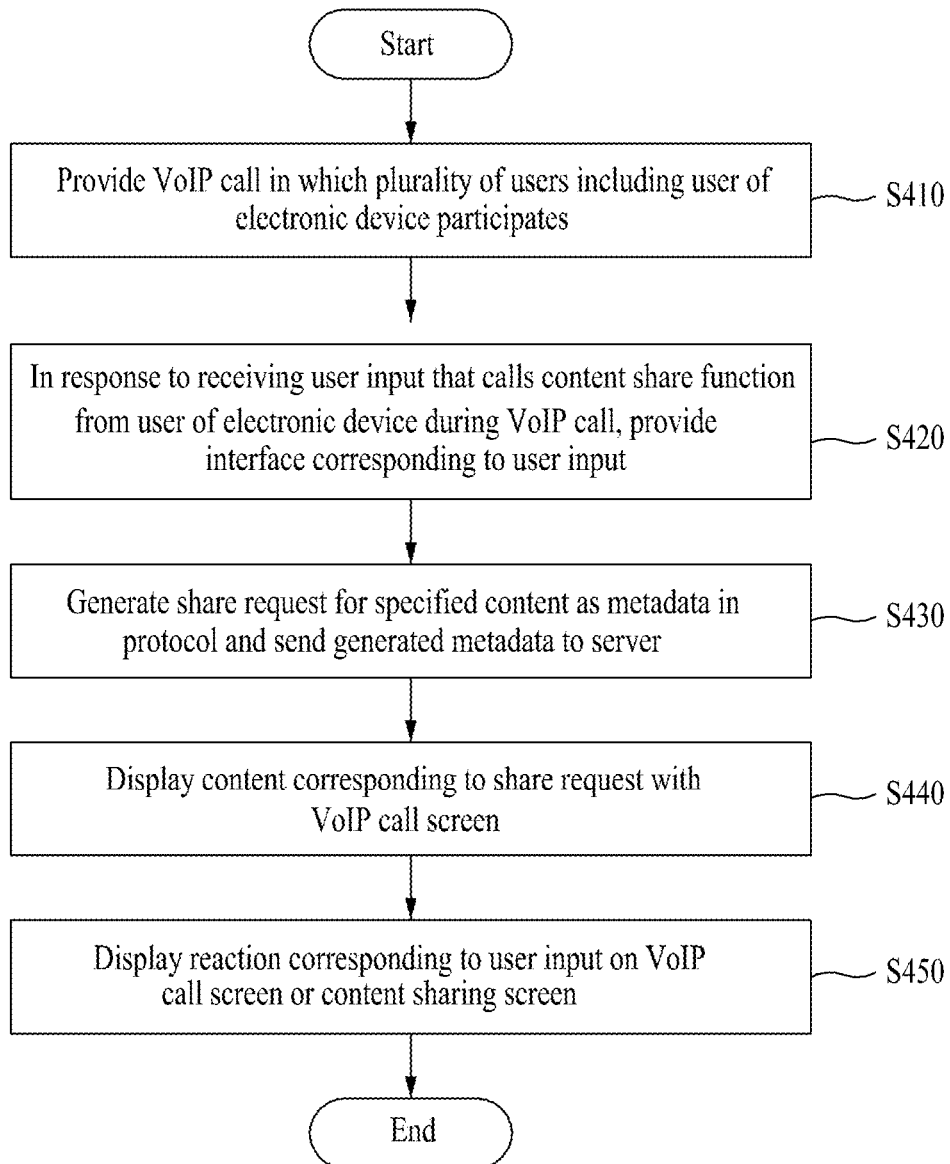 Start
Provide VoIP call in which plurality of users including user of
electronic device participates
S410
In response to receiving user input that calls content share function
from user of electronic device during VoIP call, provide
interface corresponding to user input
S420
Generate share request for specified content as metadata in
protocol and send generated metadata to server
S430
Display content corresponding to share request with
VoIP call screen
S440
Display reaction corresponding to user input on VoIP
call screen or content sharing screen
S450
End